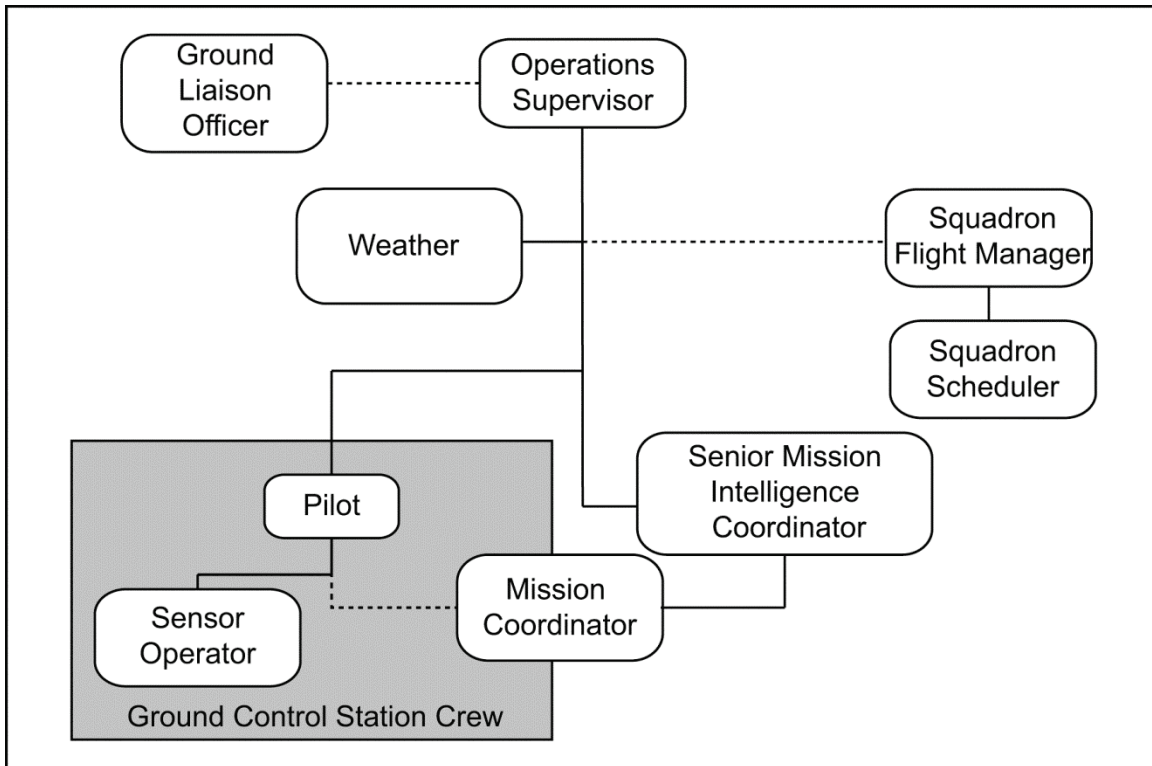 Ground
Liaison
Officer
Operations
Supervisor
Weather
Squadron
Flight Manager
Squadron
Scheduler
Senior Mission
Intelligence
Coordinator
Pilot
Mission
Coordinator
Sensor
Operator
Ground Control Station Crew